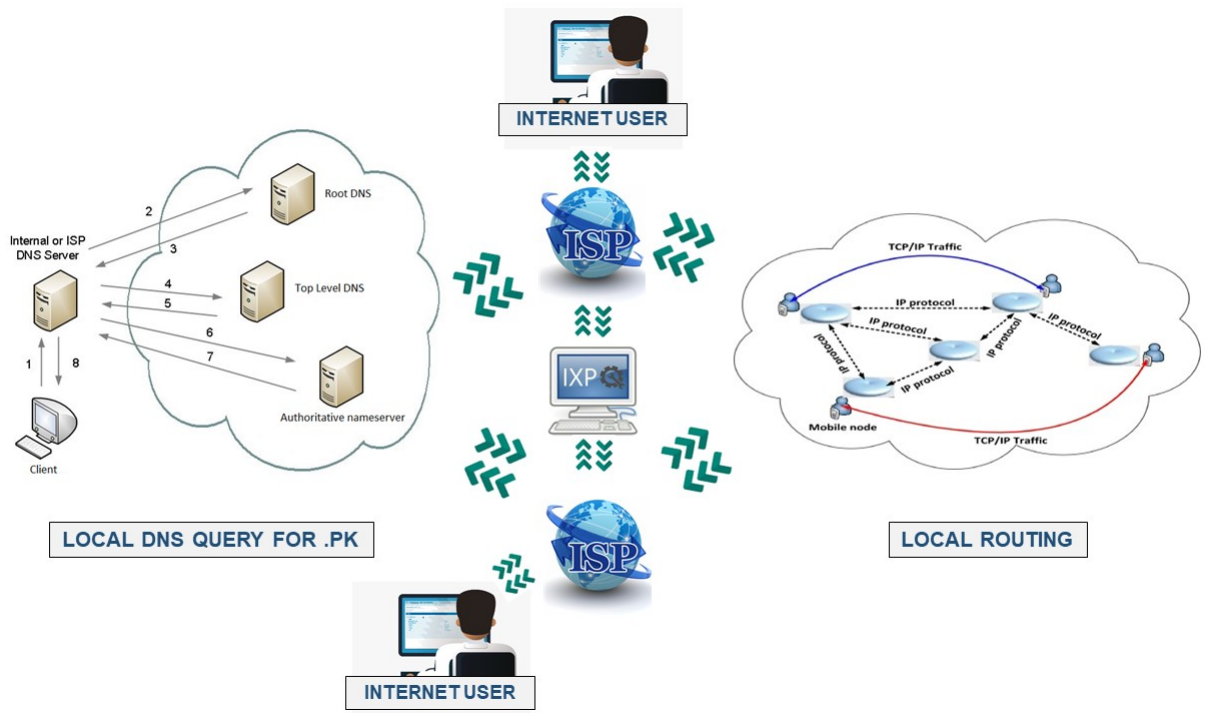 INTERNET USER
ISP
IXP
ISP
INTERNET USER
Root DNS
2
3
Internal or ISP
DNS Server
4
5
Top Level DNS
6
7
1
8
Authoritative nameserver
Client
LOCAL DNS QUERY FOR .PK
TCP/IP Traffic
IP protocol
IP protocol
IP protocol
IP protocol
IP protocol
IP protocol
Mobile node
TCP/IP Traffic
LOCAL ROUTING